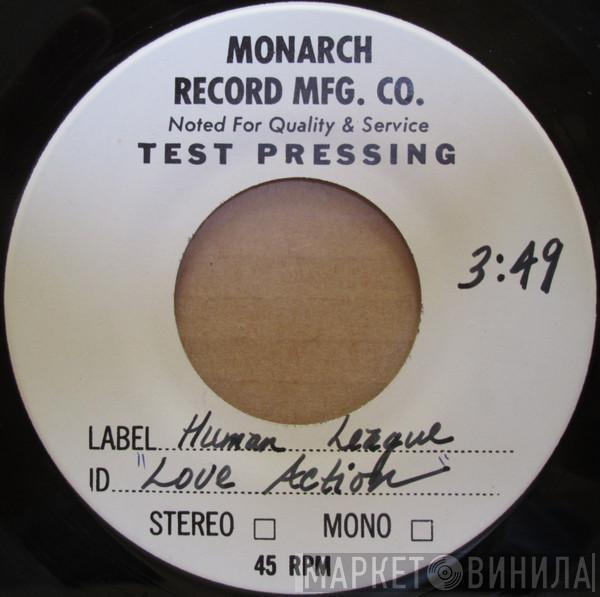 MONARCH
RECORD MFG. CO.
Noted For Quality & Service
TEST PRESSING
3:49
LABEL Human League
ID "Love Action"
STEREO □ MONO □
45 RPM
МАРКЕТ ВИНИЛА